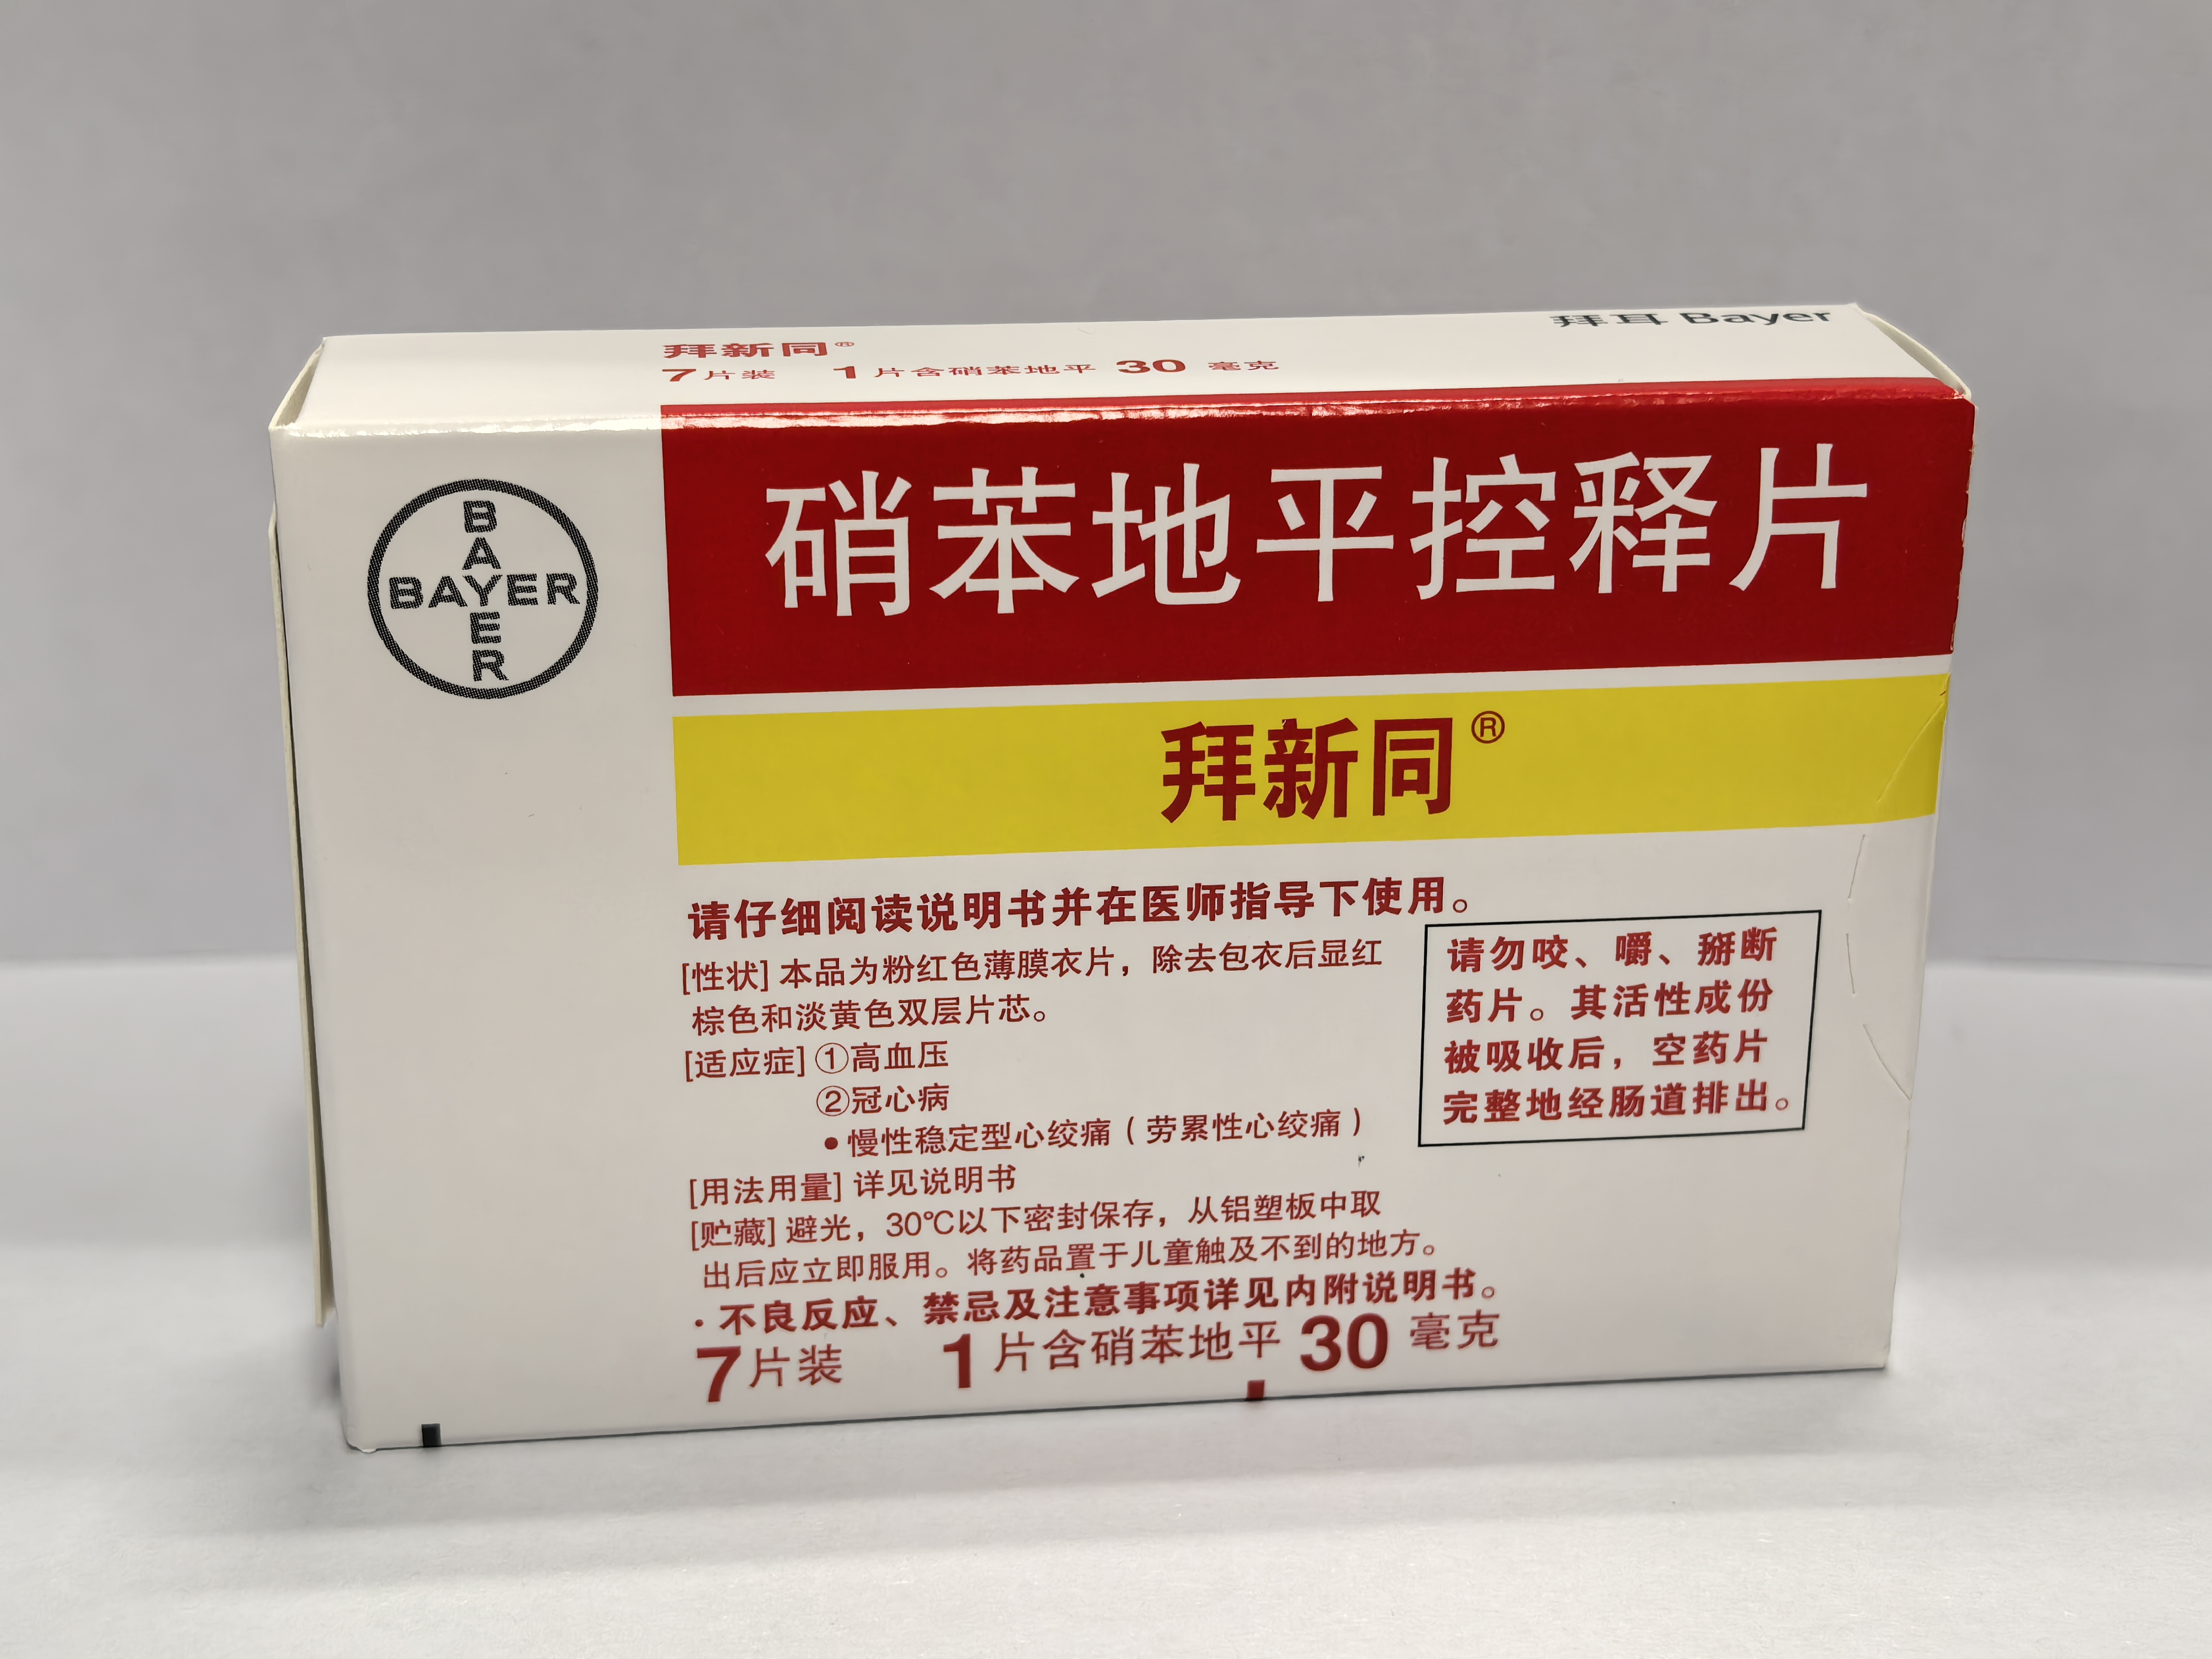 拜耳 Bayer
拜新同®
7片装 1片含硝苯地平 30 毫克
BAYER
BAYER
硝苯地平控释片
拜新同®
请仔细阅读说明书并在医师指导下使用。
[性状] 本品为粉红色薄膜衣片，除去包衣后显红
棕色和淡黄色双层片芯。
[适应症] ①高血压
②冠心病
•慢性稳定型心绞痛（劳累性心绞痛）
[用法用量] 详见说明书
[贮藏] 避光，30℃以下密封保存，从铝塑板中取
出后应立即服用。将药品置于儿童触及不到的地方。
·不良反应、禁忌及注意事项详见内附说明书。
7片装 1片含硝苯地平 30 毫克
请勿咬、嚼、掰断
药片。其活性成份
被吸收后，空药片
完整地经肠道排出。